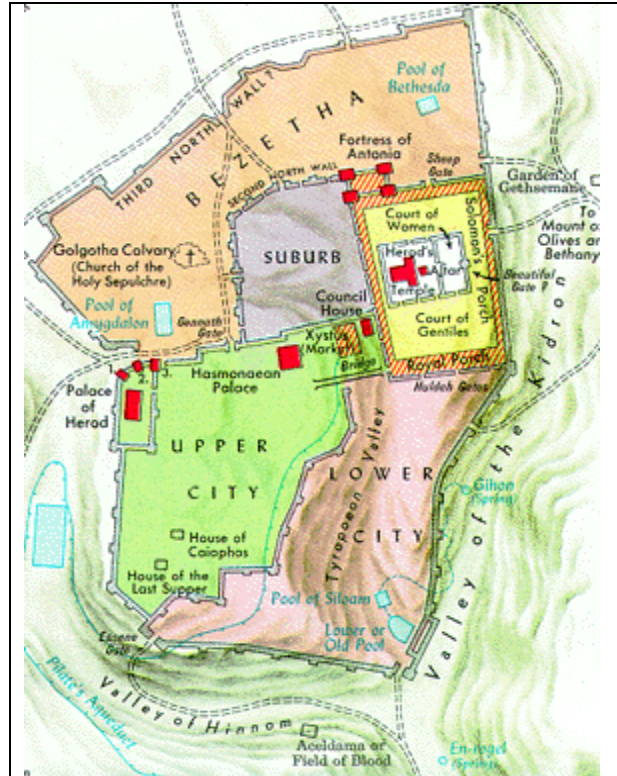 Pool of
Bethesda
THIRD NORTH WALL?
BEZETHA
Fortress of
Antonia
SECOND NORTH WALL
Sheep
Gate
Garden of
Gethsemane
To
Mount of
Olives an
Bethany
Court of
Women
Solomon's
Porch
SUBURB
Golgotha Calvary
(Church of the
Holy Sepulchre)
Herod's
Temple
Altar
Beautiful
Gate?
Pool of
Amygdalon
Gennath
Gate
Council
House
Court of
Gentiles
Xystus
(Market)
Bridge
Royal Porch
Huldah Gates
1.
2.
3.
Hasmonaean
Palace
Palace
of Herod
UPPER
CITY
LOWER
CITY
Tyropoeon Valley
Valley of the Kidron
Gihon
(Spring)
House of
Caiaphas
House of the
Last Supper
Pool of Siloam
Lower or
Old Pool
Essene
Gate
Pilate's Aqueduct
Valley of Hinnom
Aceldama or
Field of Blood
En-rogel
(Spring)